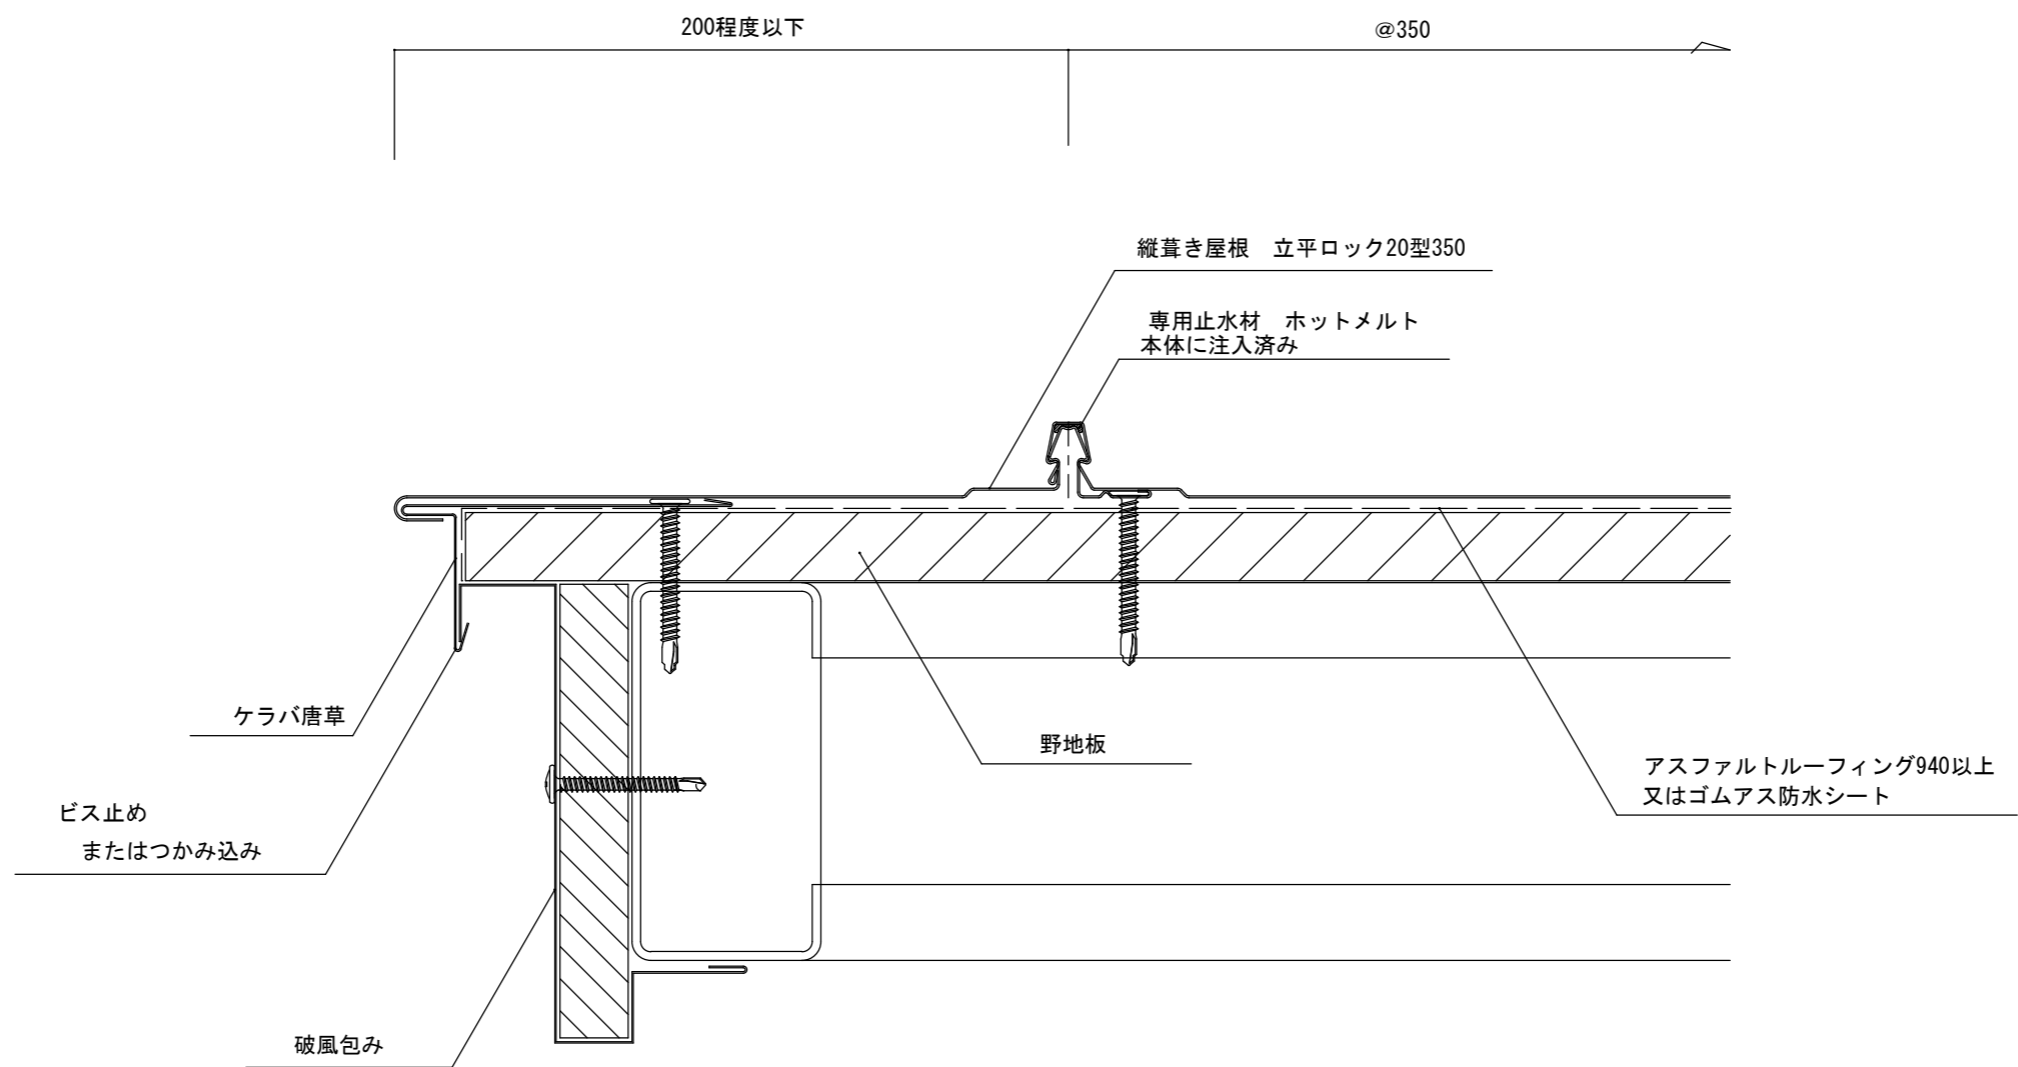 200程度以下
@350
縦葺き屋根　立平ロック20型350
専用止水材　ホットメルト
本体に注入済み
ケラバ唐草
野地板
アスファルトルーフィング940以上
又はゴムアス防水シート
ビス止め
またはつかみ込み
破風包み